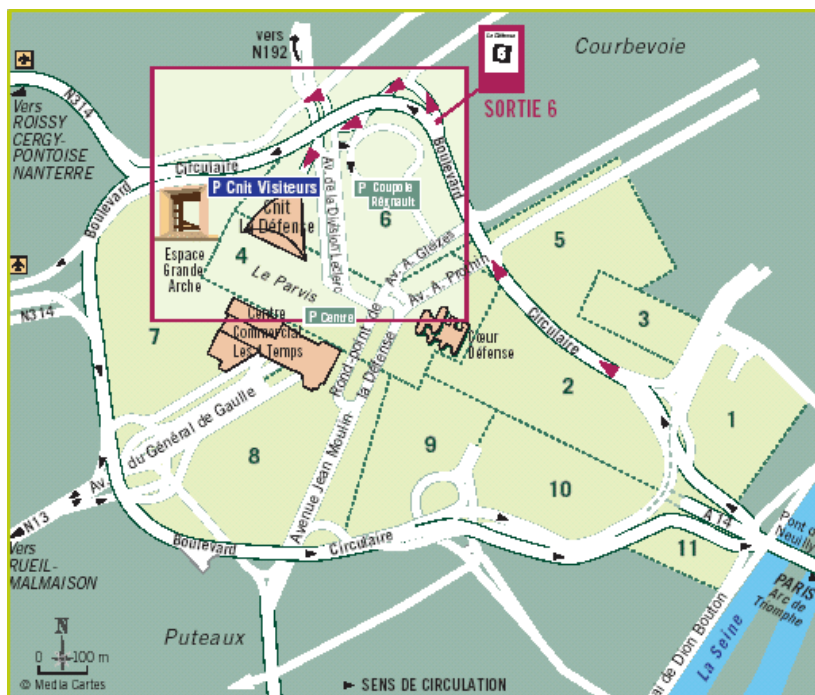 vers
N192
La Défense
6
Courbevoie
SORTIE 6
N314
Vers
ROISSY
CERGY-
PONTOISE
NANTERRE
Boulevard
Circulaire
Boulevard
P Cnit Visiteurs
Cnit
La Défense
Av. de la Division Leclerc
P Coupole
Régnault
6
Espace
Grande
Arche
4
Le Parvis
Av. A. Gleizes
Av. A. Prothin
5
3
N314
7
Centre
Commercial
Les 4 Temps
P Centre
Rond-point de
la Défense
Cœur
Défense
Circulaire
2
1
Av. du Général de Gaulle
8
Avenue Jean Moulin
9
10
A 14
11
N13
Vers
RUEIL-
MALMAISON
Boulevard
Circulaire
Neuilly
PARIS
Arc de
Triomphe
La Seine
de Dion Bouton
Puteaux
N
0 100 m
© Media Cartes
SENS DE CIRCULATION